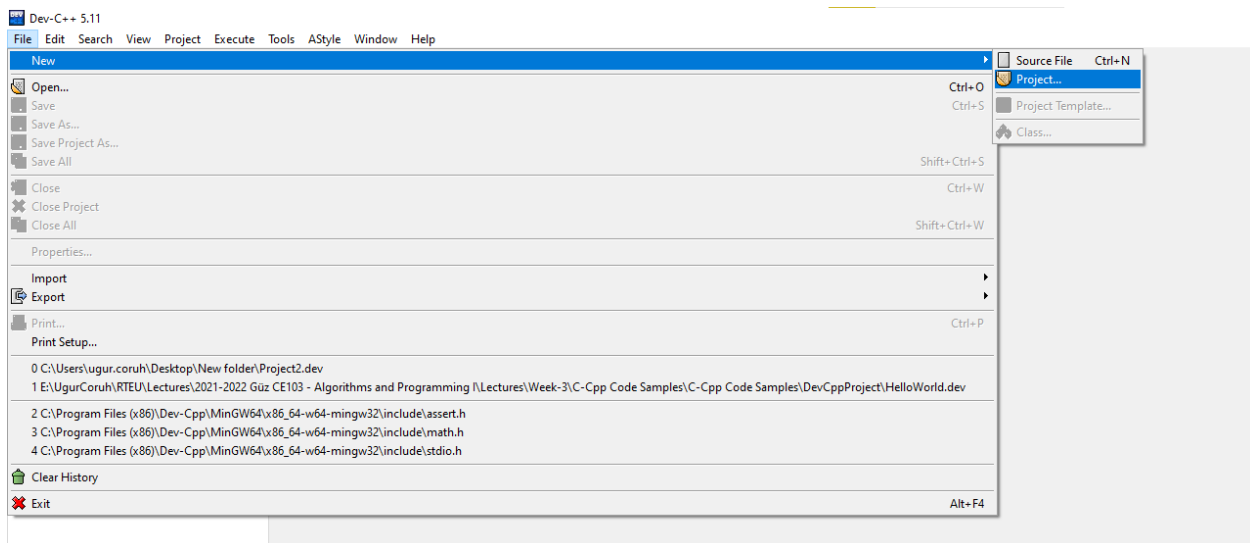 Dev-C++ 5.11
File Edit Search View Project Execute Tools AStyle Window Help
New
Source File Ctrl+N
Project...
Project Template...
Class...
Open... Ctrl+O
Save Ctrl+S
Save As...
Save Project As...
Save All Shift+Ctrl+S
Close Ctrl+W
Close Project
Close All Shift+Ctrl+W
Properties...
Import
Export
Print... Ctrl+P
Print Setup...
0 C:\Users\ugur.coruh\Desktop\New folder\Project2.dev
1 E:\UgurCoruh\RTEU\Lectures\2021-2022 Güz CE103 - Algorithms and Programming I\Lectures\Week-3\C-Cpp Code Samples\C-Cpp Code Samples\DevCppProject\HelloWorld.dev
2 C:\Program Files (x86)\Dev-Cpp\MinGW64\x86_64-w64-mingw32\include\assert.h
3 C:\Program Files (x86)\Dev-Cpp\MinGW64\x86_64-w64-mingw32\include\math.h
4 C:\Program Files (x86)\Dev-Cpp\MinGW64\x86_64-w64-mingw32\include\stdio.h
Clear History
Exit Alt+F4